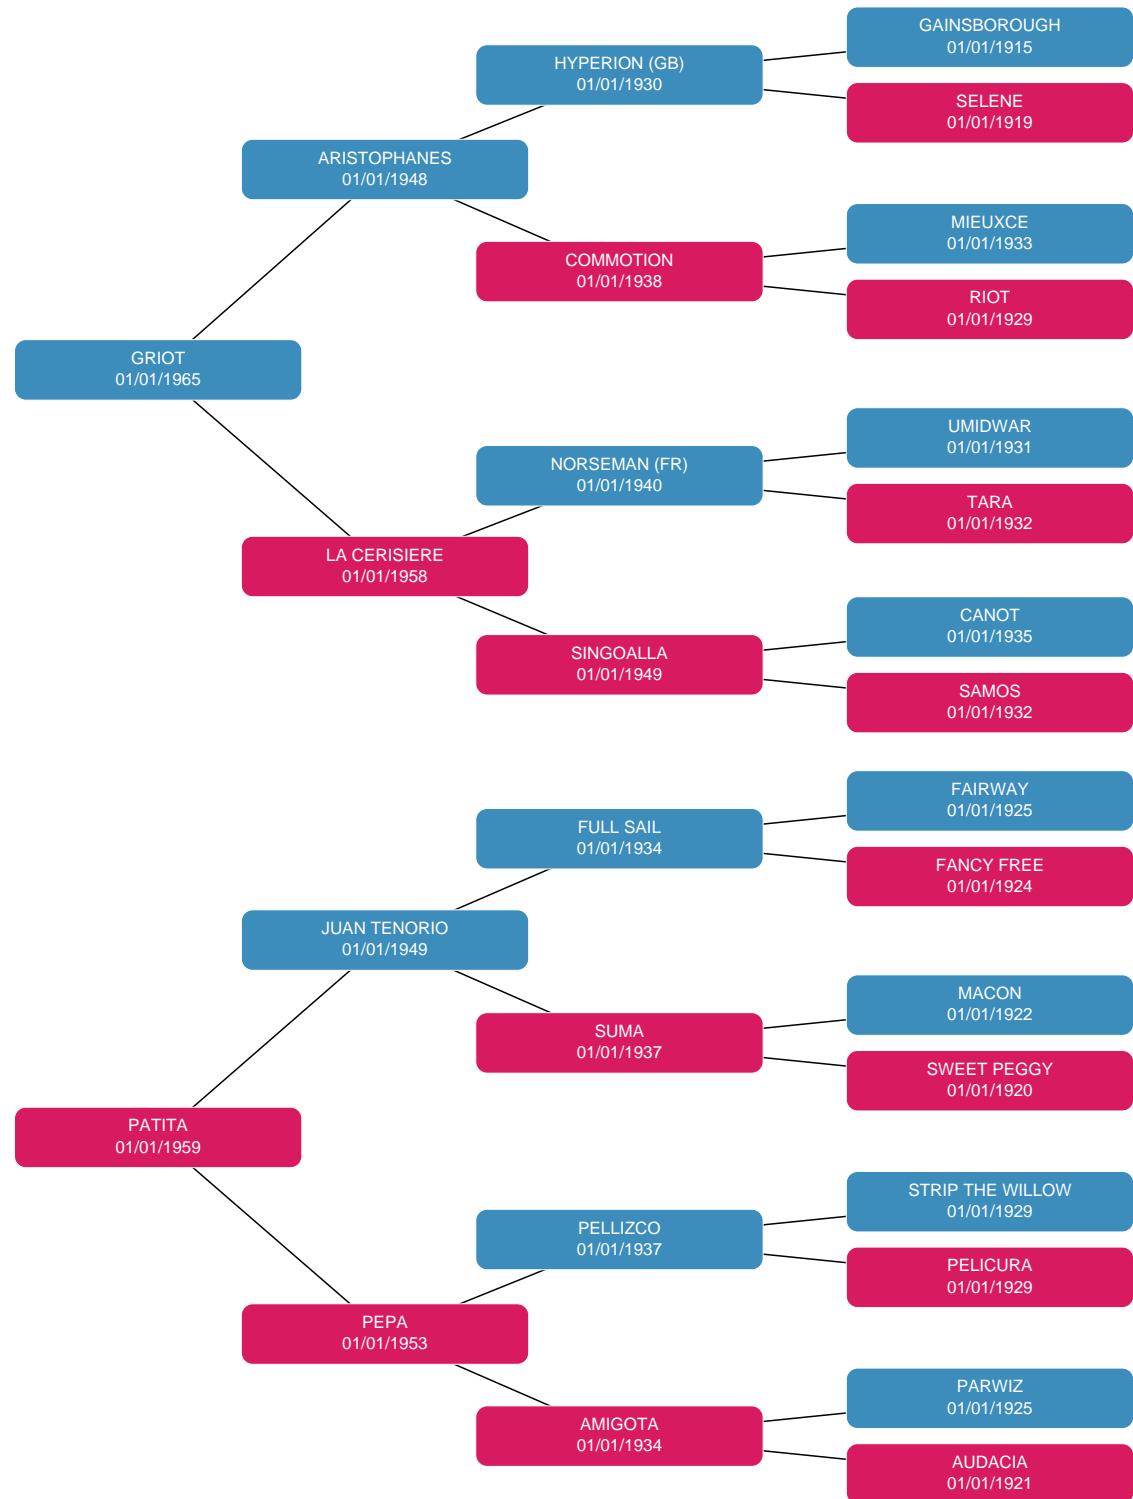 GAINSBOROUGH
01/01/1915
HYPERION (GB)
01/01/1930
SELENE
01/01/1919
ARISTOPHANES
01/01/1948
MIEUXCE
01/01/1933
COMMOTION
01/01/1938
RIOT
01/01/1929
GRIOT
01/01/1965
UMIDWAR
01/01/1931
NORSEMAN (FR)
01/01/1940
TARA
01/01/1932
LA CERISIERE
01/01/1958
CANOT
01/01/1935
SINGOALLA
01/01/1949
SAMOS
01/01/1932
FAIRWAY
01/01/1925
FULL SAIL
01/01/1934
FANCY FREE
01/01/1924
JUAN TENORIO
01/01/1949
MACON
01/01/1922
SUMA
01/01/1937
SWEET PEGGY
01/01/1920
PATITA
01/01/1959
STRIP THE WILLOW
01/01/1929
PELLIZCO
01/01/1937
PELICURA
01/01/1929
PEPA
01/01/1953
PARWIZ
01/01/1925
AMIGOTA
01/01/1934
AUDACIA
01/01/1921